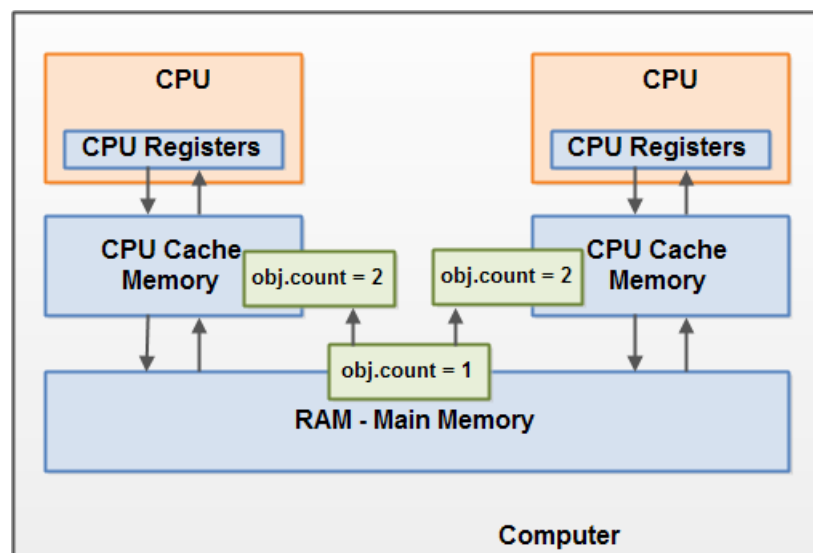 CPU
CPU
CPU Registers
CPU Registers
CPU Cache
Memory
CPU Cache
Memory
obj.count = 2
obj.count = 2
obj.count = 1
RAM - Main Memory
Computer